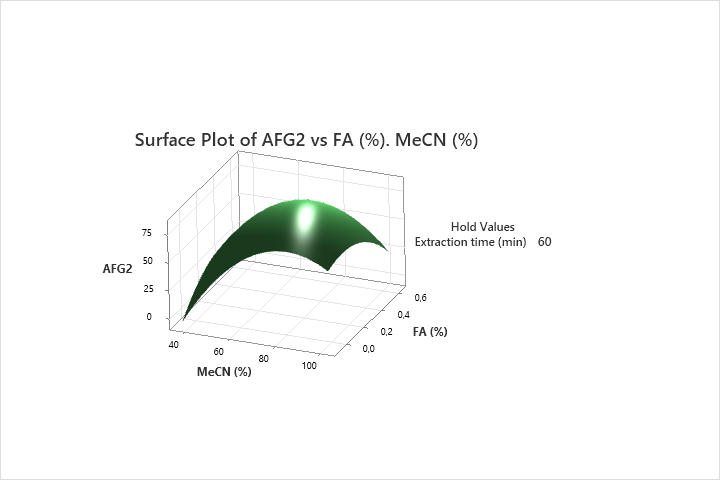 Surface Plot of AFG2 vs FA (%). MeCN (%)
Hold Values
Extraction time (min) 60
75
50
25
0
AFG2
40
60
80
100
MeCN (%)
0,0
0,2
0,4
0,6
FA (%)